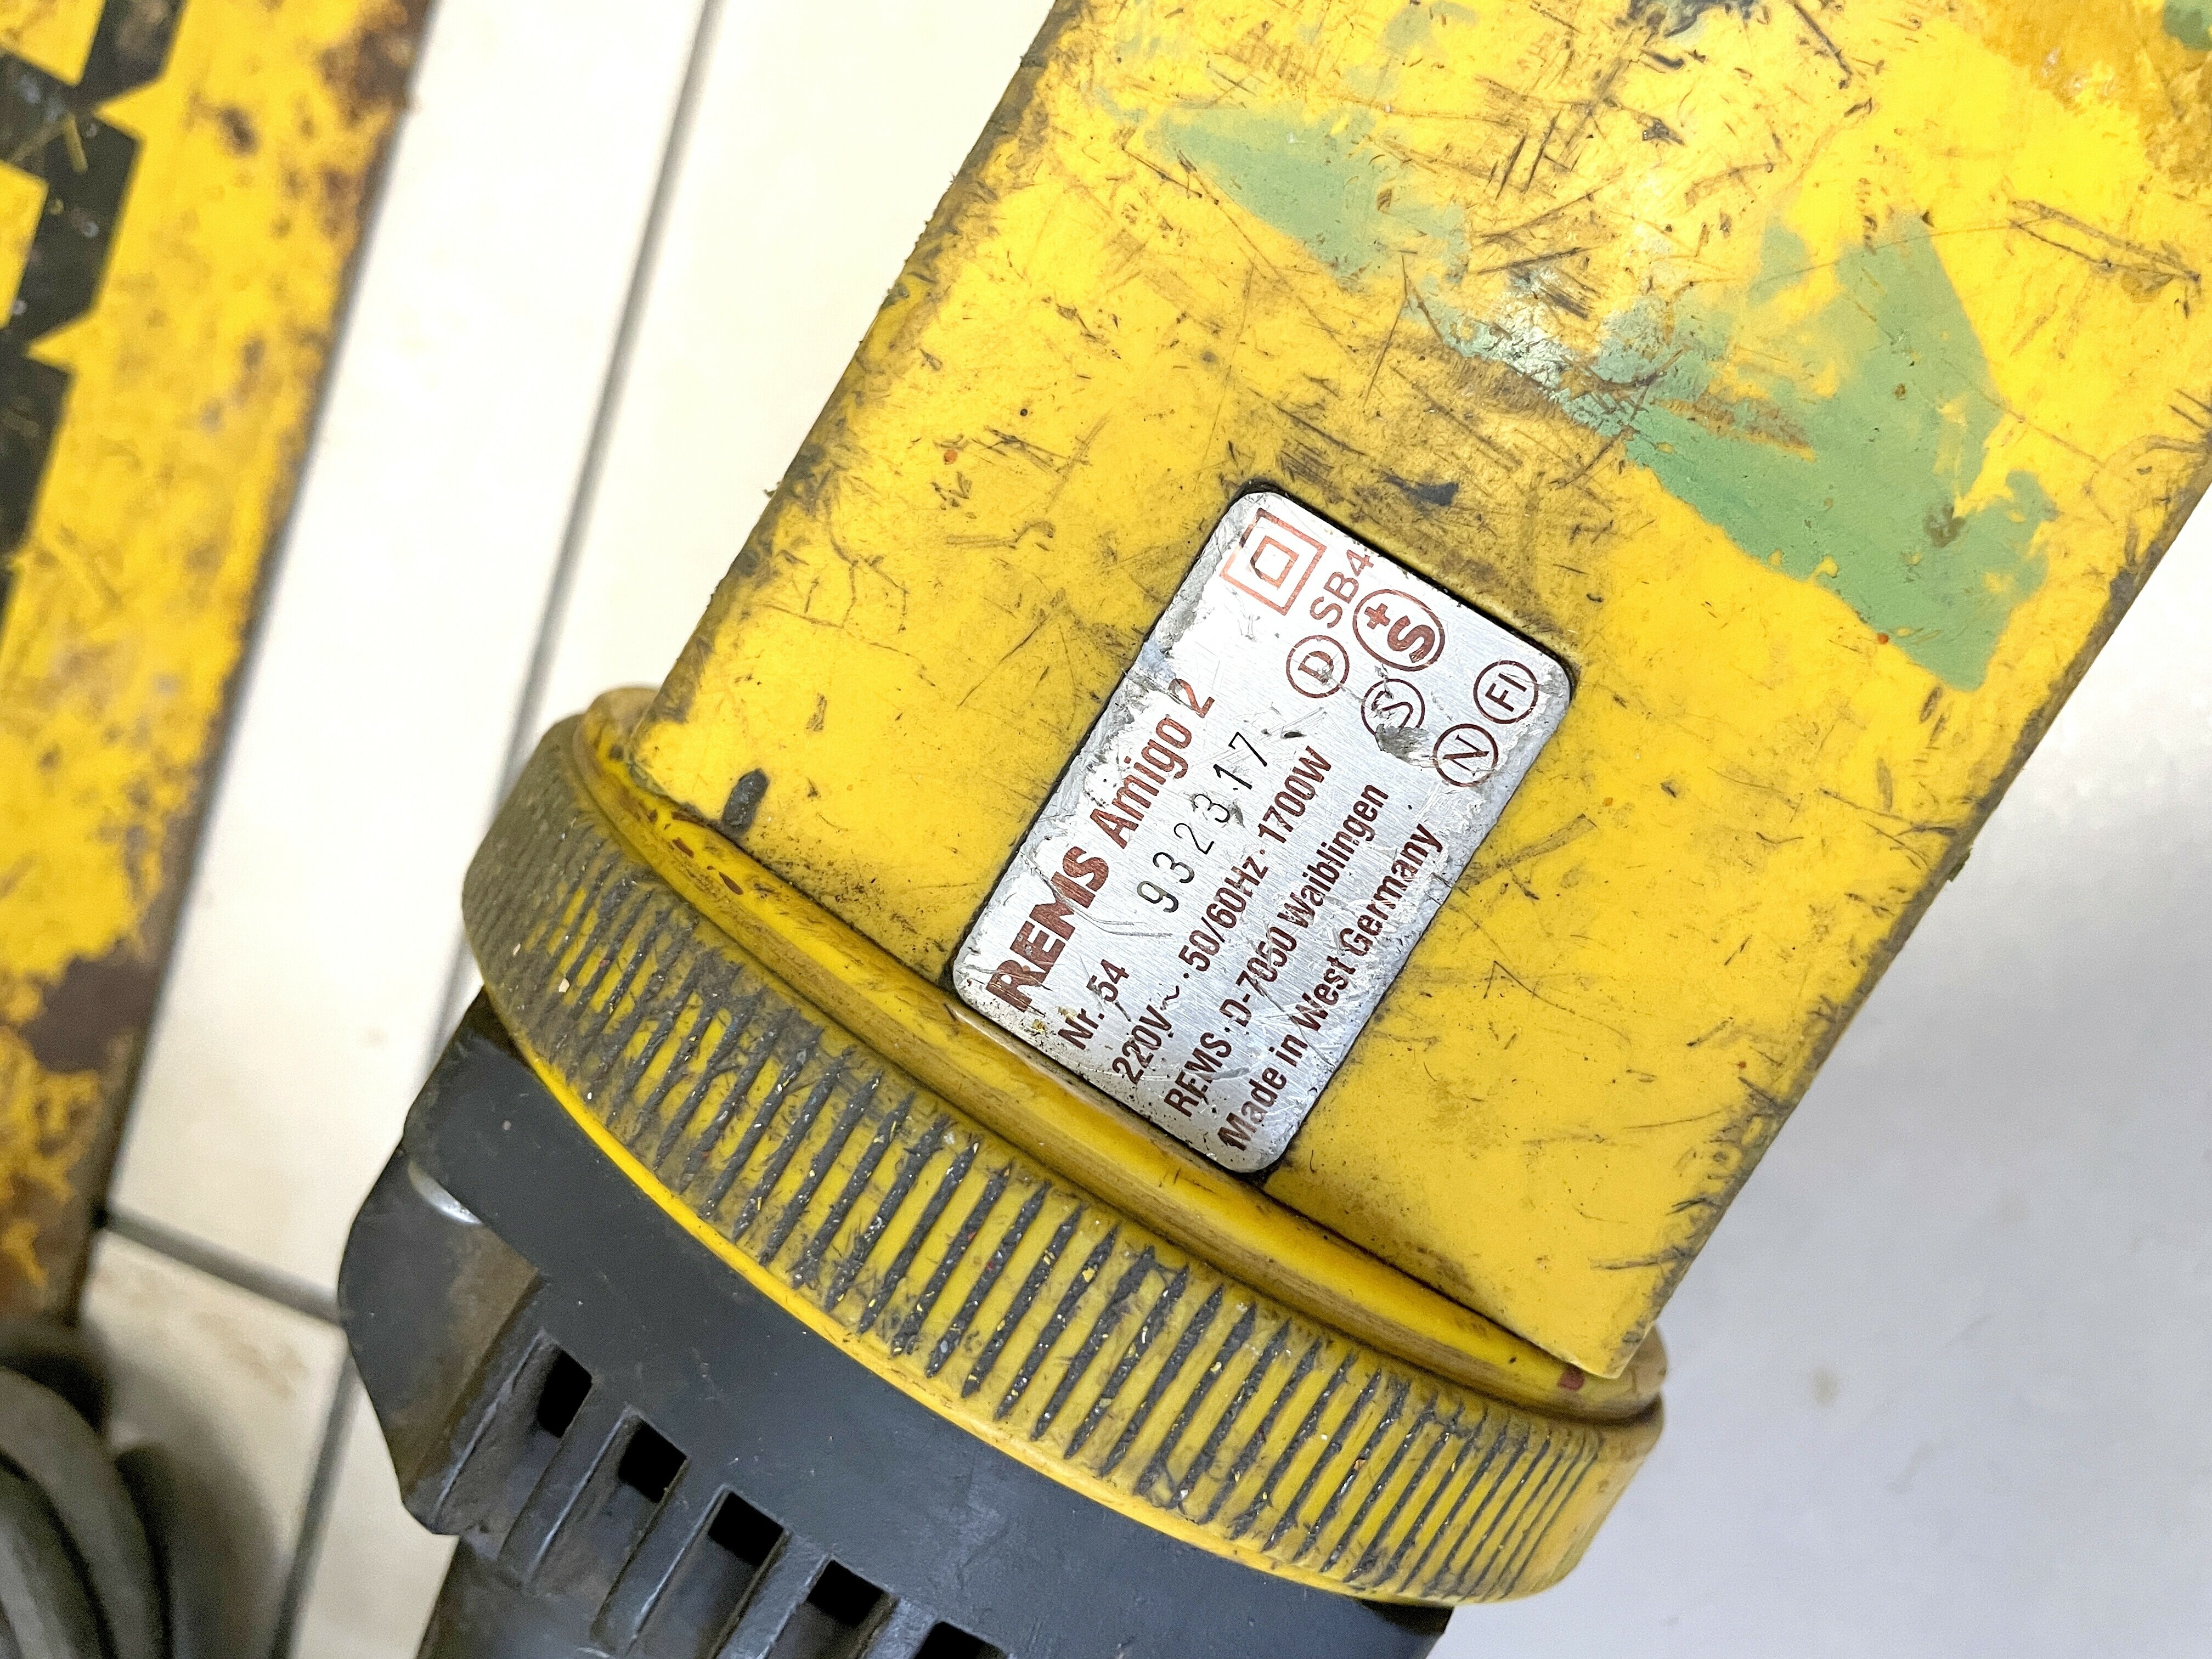 REMS Amigo 2
Nr. 54 932317
220V~·50/60Hz·1700W
REMS·D-7050 Waiblingen
Made in West Germany
SB4
D +S
S
N FI